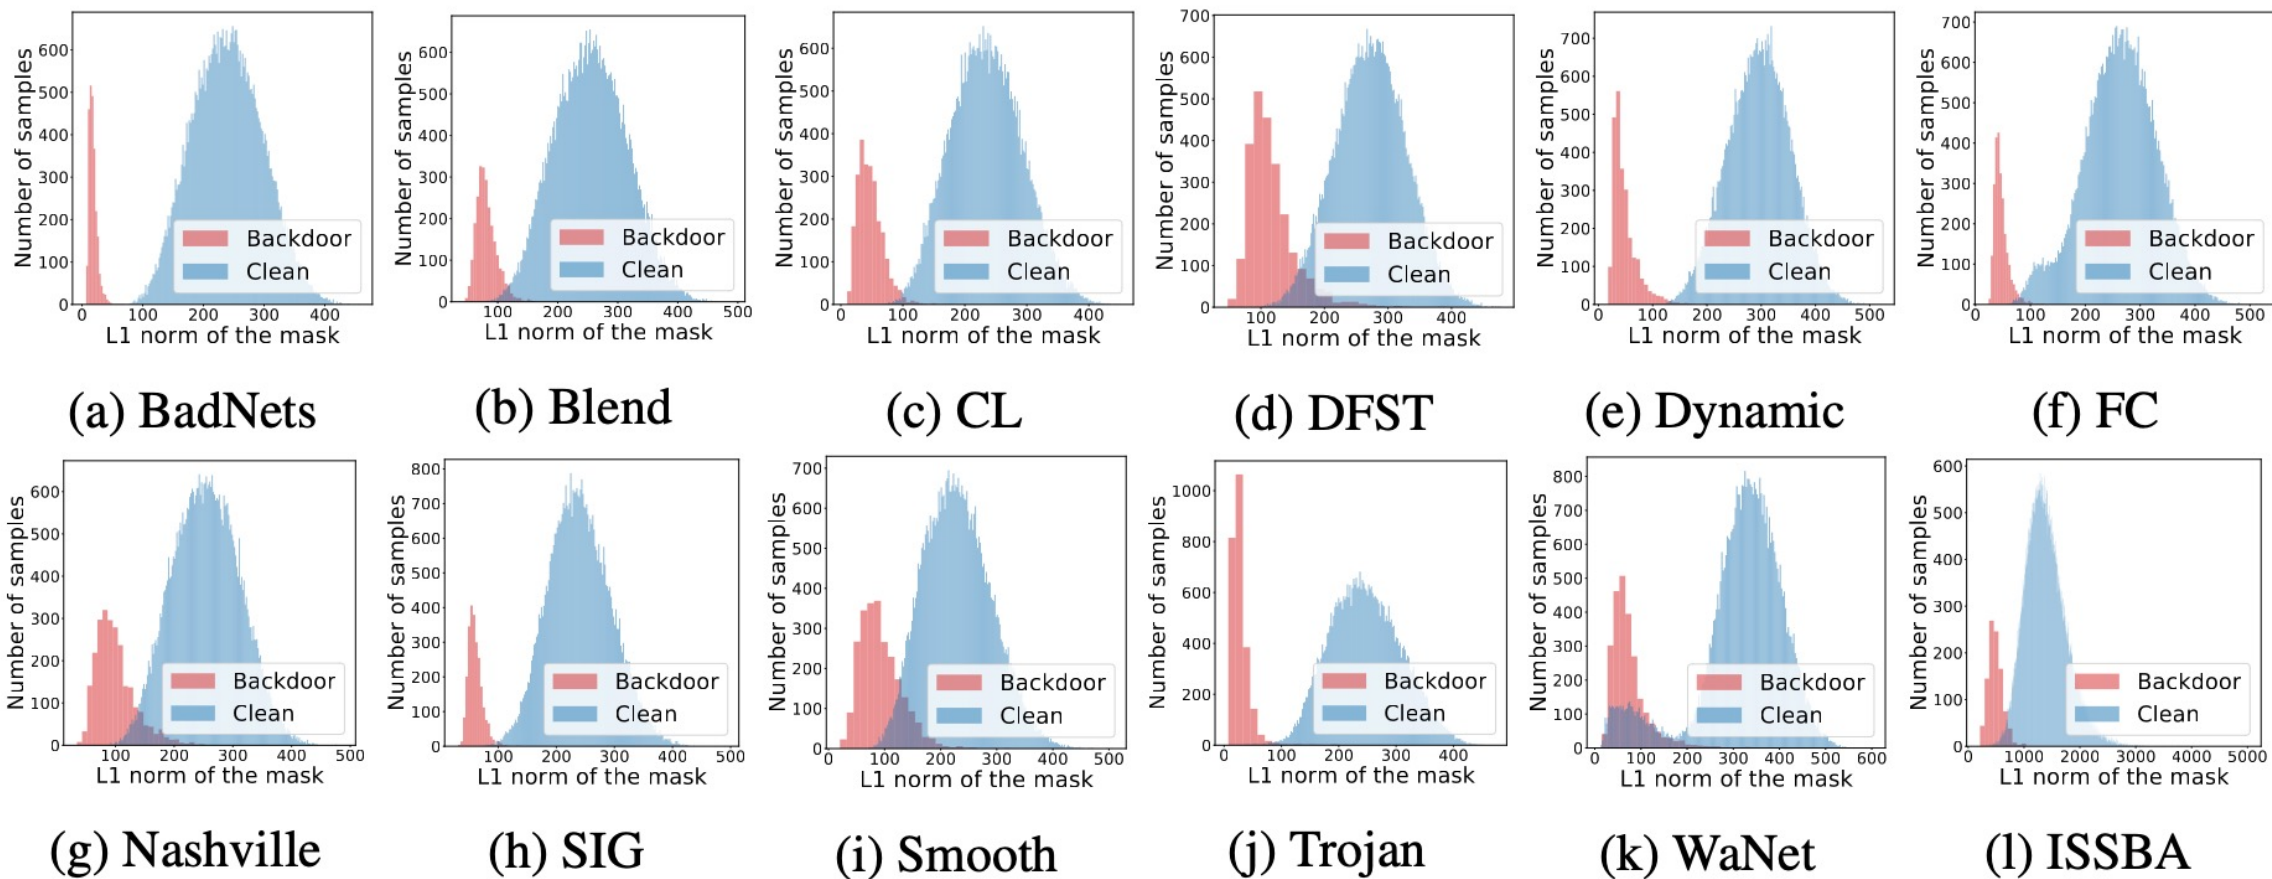 Number of samples
600
500
400
300
200
100
0
0 100 200 300 400
L1 norm of the mask
Backdoor
Clean
(a) BadNets
Number of samples
600
500
400
300
200
100
0
100 200 300 400 500
L1 norm of the mask
Backdoor
Clean
(b) Blend
Number of samples
600
500
400
300
200
100
0
0 100 200 300 400
L1 norm of the mask
Backdoor
Clean
(c) CL
Number of samples
700
600
500
400
300
200
100
0
100 200 300 400
L1 norm of the mask
Backdoor
Clean
(d) DFST
Number of samples
700
600
500
400
300
200
100
0
0 100 200 300 400 500
L1 norm of the mask
Backdoor
Clean
(e) Dynamic
Number of samples
700
600
500
400
300
200
100
0
0 100 200 300 400 500
L1 norm of the mask
Backdoor
Clean
(f) FC
Number of samples
600
500
400
300
200
100
0
100 200 300 400 500
L1 norm of the mask
Backdoor
Clean
(g) Nashville
Number of samples
800
700
600
500
400
300
200
100
0
100 200 300 400 500
L1 norm of the mask
Backdoor
Clean
(h) SIG
Number of samples
700
600
500
400
300
200
100
0
0 100 200 300 400 500
L1 norm of the mask
Backdoor
Clean
(i) Smooth
Number of samples
1000
800
600
400
200
0
0 100 200 300 400
L1 norm of the mask
Backdoor
Clean
(j) Trojan
Number of samples
800
700
600
500
400
300
200
100
0
0 100 200 300 400 500 600
L1 norm of the mask
Backdoor
Clean
(k) WaNet
Number of samples
600
500
400
300
200
100
0
0 1000 2000 3000 4000 5000
L1 norm of the mask
Backdoor
Clean
(l) ISSBA